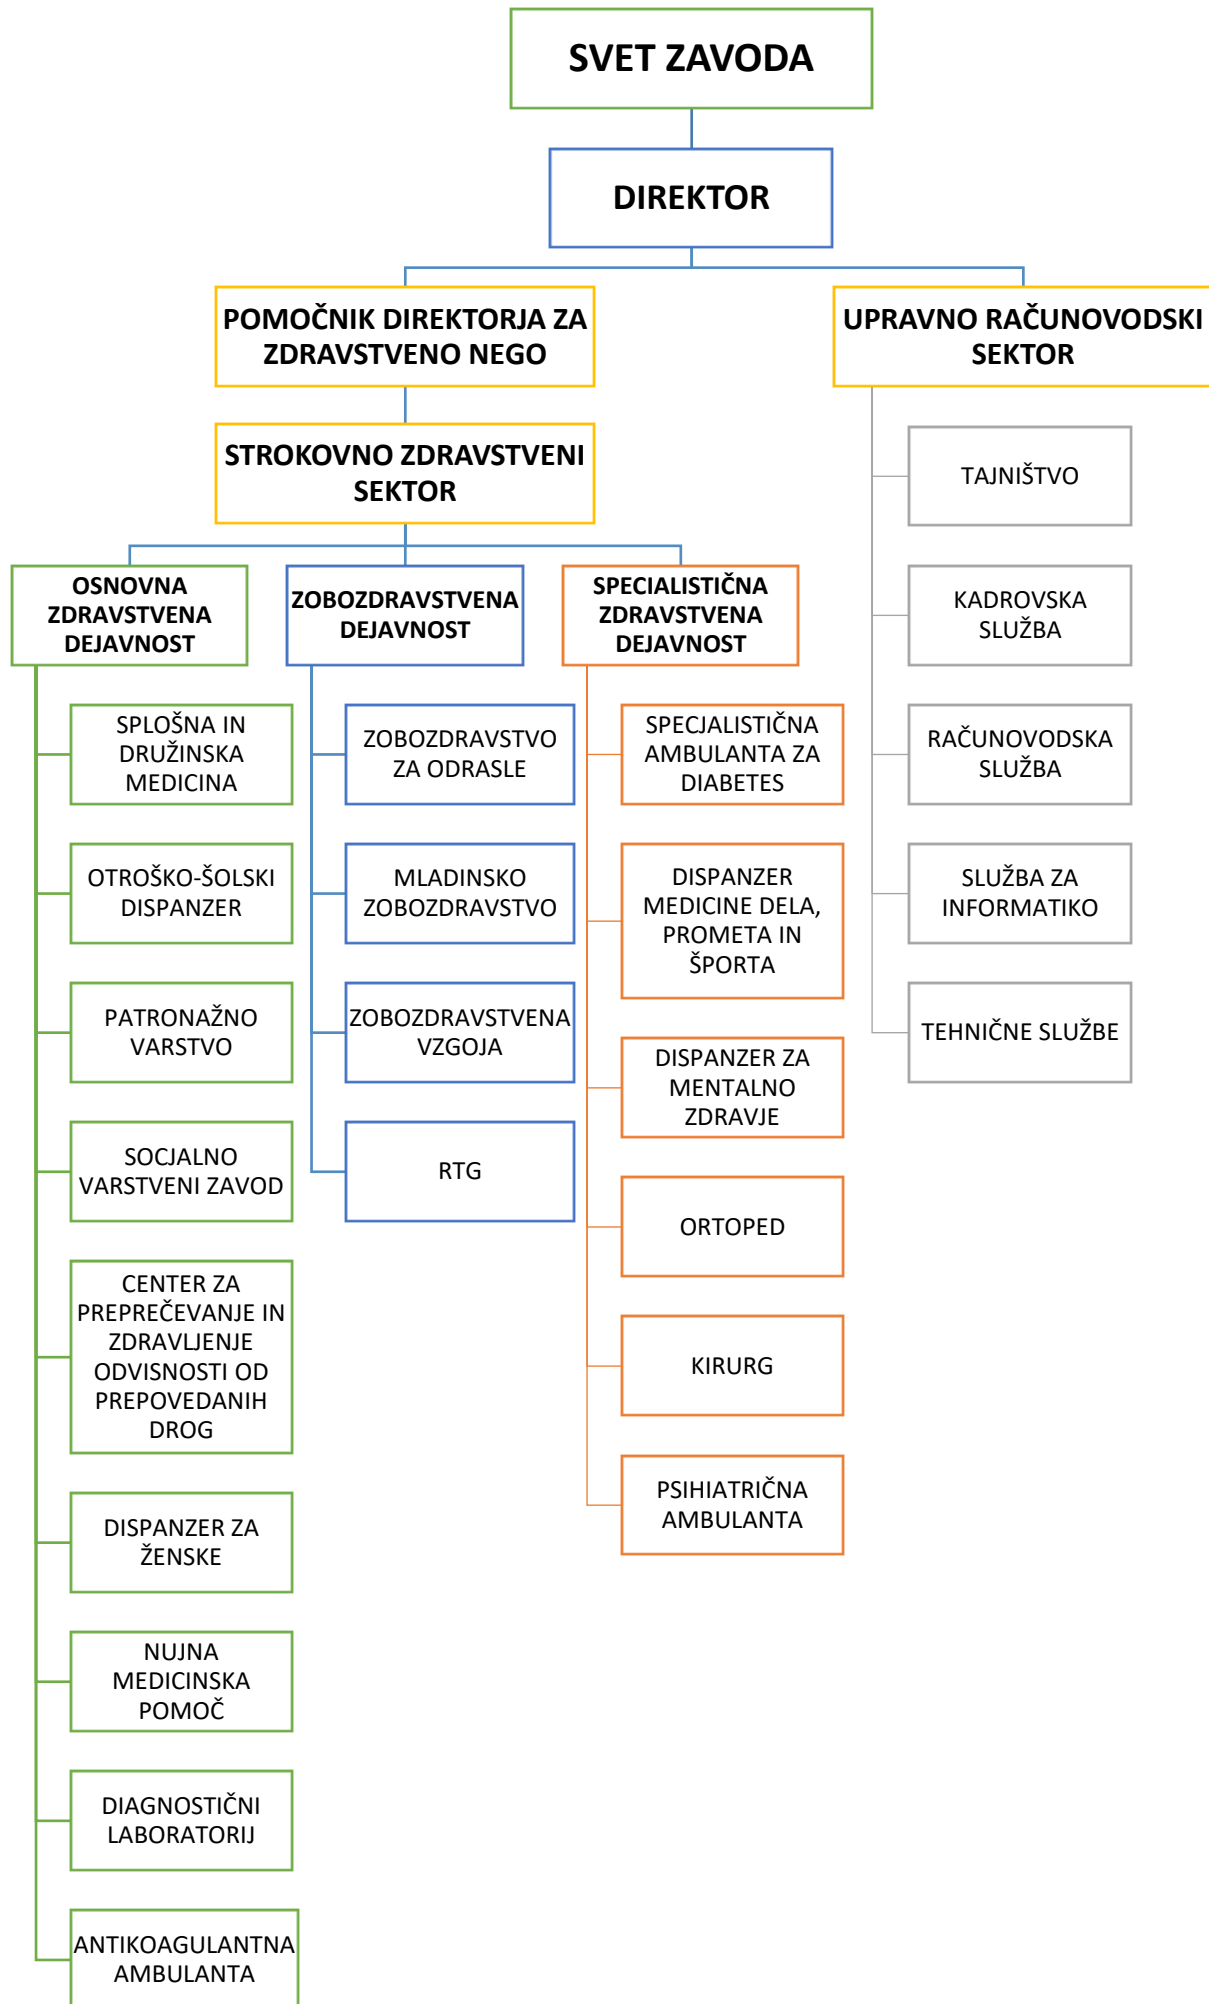 SVET ZAVODA
DIREKTOR
POMOČNIK DIREKTORJA ZA
ZDRAVSTVENO NEGO
UPRAVNO RAČUNOVODSKI
SEKTOR
STROKOVNO ZDRAVSTVENI
SEKTOR
OSNOVNA
ZDRAVSTVENA
DEJAVNOST
SPLOŠNA IN
DRUŽINSKA
MEDICINA
OTROŠKO-ŠOLSKI
DISPANZER
PATRONAŽNO
VARSTVO
SOCJALNO
VARSTVENI ZAVOD
CENTER ZA
PREPREČEVANJE IN
ZDRAVLJENJE
ODVISNOSTI OD
PREPOVEDANIH
DROG
DISPANZER ZA
ŽENSKE
NUJNA
MEDICINSKA
POMOČ
DIAGNOSTIČNI
LABORATORIJ
ANTIKOAGULANTNA
AMBULANTA
ZOBOZDRAVSTVENA
DEJAVNOST
ZOBOZDRAVSTVO
ZA ODRASLE
MLADINSKO
ZOBOZDRAVSTVO
ZOBOZDRAVSTVENA
VZGOJA
RTG
SPECIALISTIČNA
ZDRAVSTVENA
DEJAVNOST
SPECJALISTIČNA
AMBULANTA ZA
DIABETES
DISPANZER
MEDICINE DELA,
PROMETA IN
ŠPORTA
DISPANZER ZA
MENTALNO
ZDRAVJE
ORTOPED
KIRURG
PSIHIATRIČNA
AMBULANTA
TAJNIŠTVO
KADROVSKA
SLUŽBA
RAČUNOVODSKA
SLUŽBA
SLUŽBA ZA
INFORMATIKO
TEHNIČNE SLUŽBE